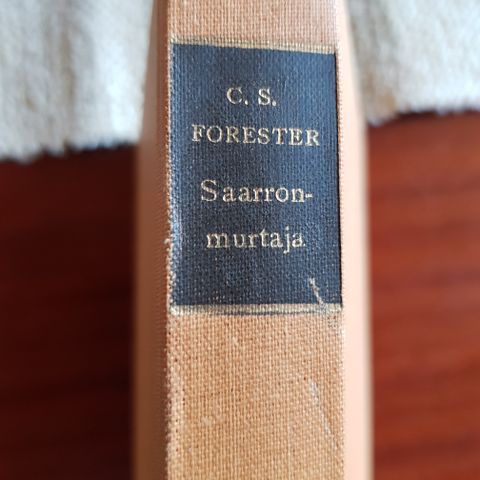 C. S.
FORESTER
Saarron-
murtaja